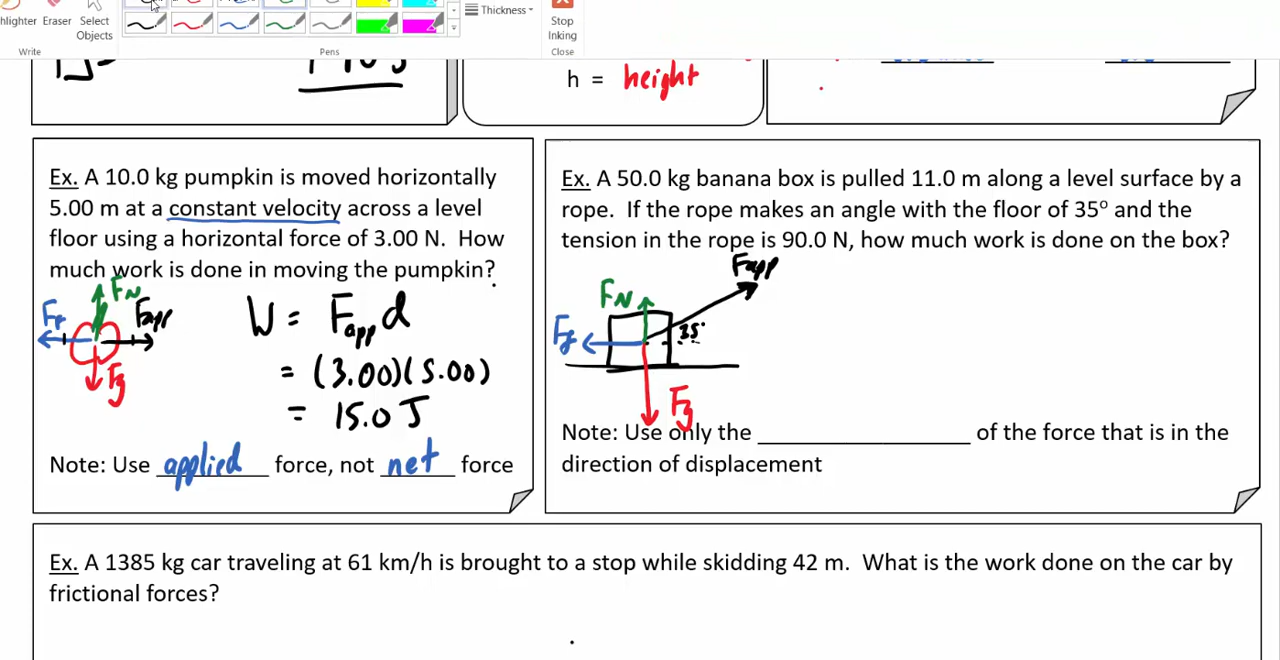 hlighter Eraser Select Objects
Thickness
Stop Inking
Write
Pens
Close
h = height
Ex. A 10.0 kg pumpkin is moved horizontally
5.00 m at a constant velocity across a level
floor using a horizontal force of 3.00 N. How
much work is done in moving the pumpkin?
FN
Ff
Fapp
Fg
W = Fapp d
= (3.00)(5.00)
= 15.0 J
Note: Use applied force, not net force
Ex. A 50.0 kg banana box is pulled 11.0 m along a level surface by a
rope. If the rope makes an angle with the floor of 35° and the
tension in the rope is 90.0 N, how much work is done on the box?
Fapp
FN
35°
Ff
Fg
Note: Use only the _______________ of the force that is in the
direction of displacement
Ex. A 1385 kg car traveling at 61 km/h is brought to a stop while skidding 42 m. What is the work done on the car by
frictional forces?